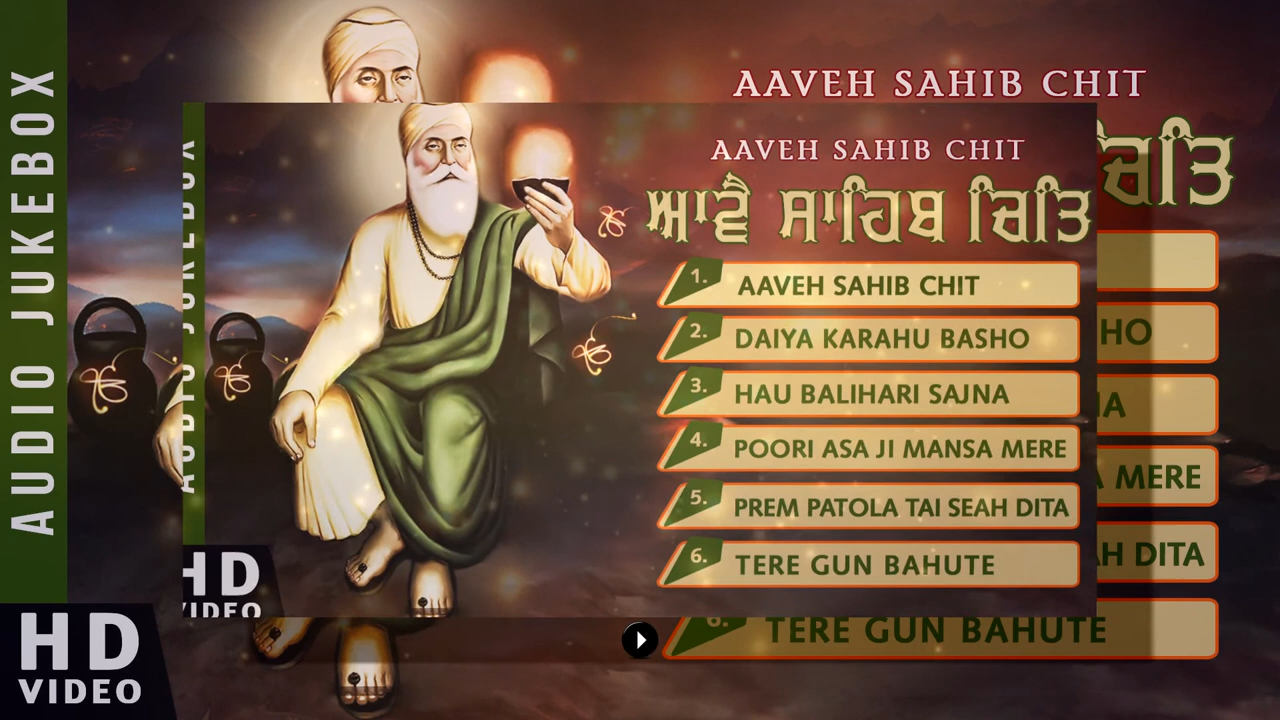 AUDIO JUKEBOX
HD
VIDEO
AAVEH SAHIB CHIT
ਚਿਤਿ
HO
MERE
DITA
6. TERE GUN BAHUTE
AUDIO JUKEBOX
HD
VIDEO
AAVEH SAHIB CHIT
ਆਵੈ ਸਾਹਿਬ ਚਿਤਿ
1. AAVEH SAHIB CHIT
2. DAIYA KARAHU BASHO
3. HAU BALIHARI SAJNA
4. POORI ASA JI MANSA MERE
5. PREM PATOLA TAI SEAH DITA
6. TERE GUN BAHUTE
ੴ
ੴ
ੴ
ੴ